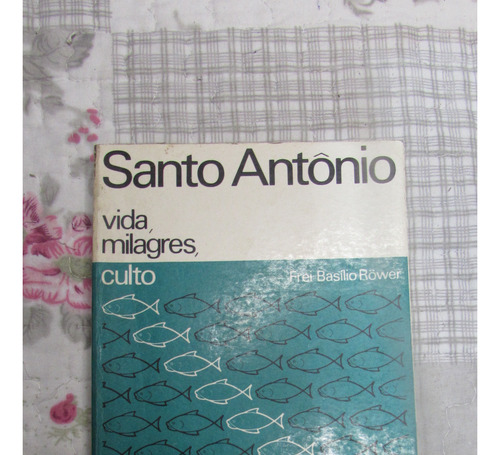 Santo Antônio
vida,
milagres,
culto
Frei Basílio Röwer